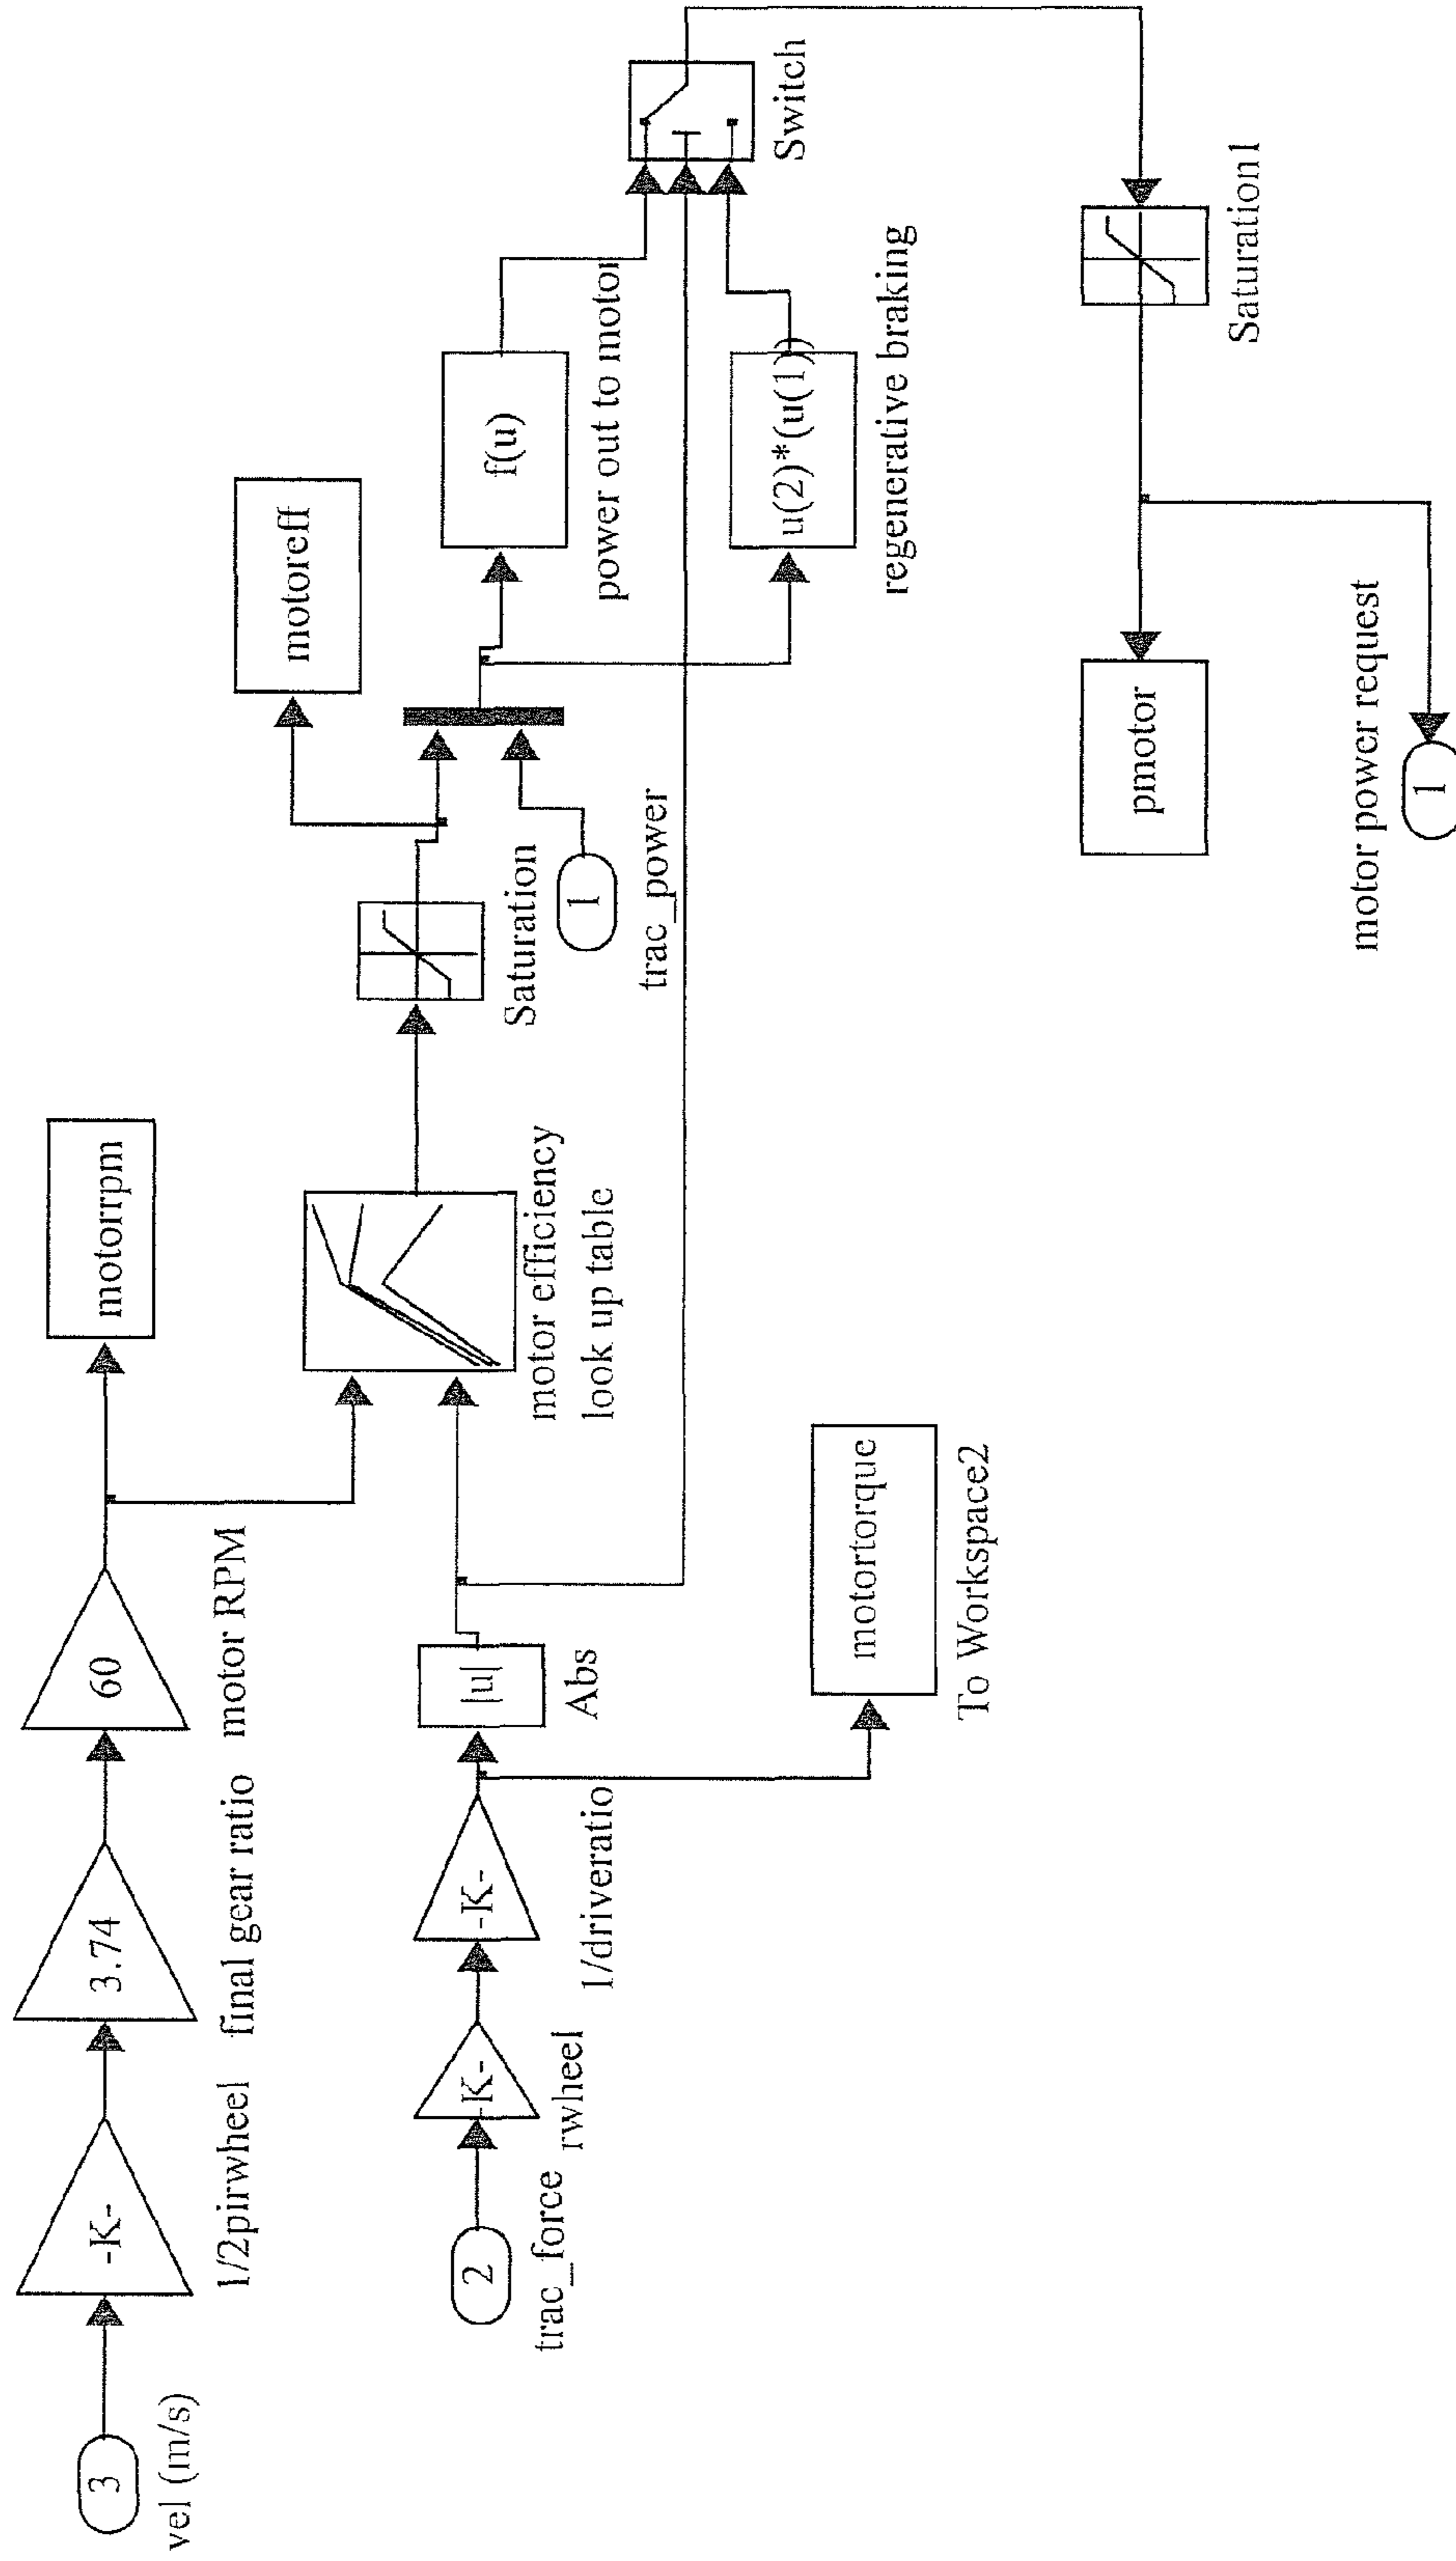 3
vel (m/s)
-K-
1/2pirwheel
3.74
final gear ratio
60
motor RPM
motorrpm
2
trac_force
-K-
rwheel
-K-
1/driveratio
|u|
Abs
motortorque
To Workspace2
motor efficiency
look up table
Saturation
motoreff
1
trac_power
f(u)
power out to motor
u(2)*(u(1))
regenerative braking
Switch
Saturation1
pmotor
motor power request
1